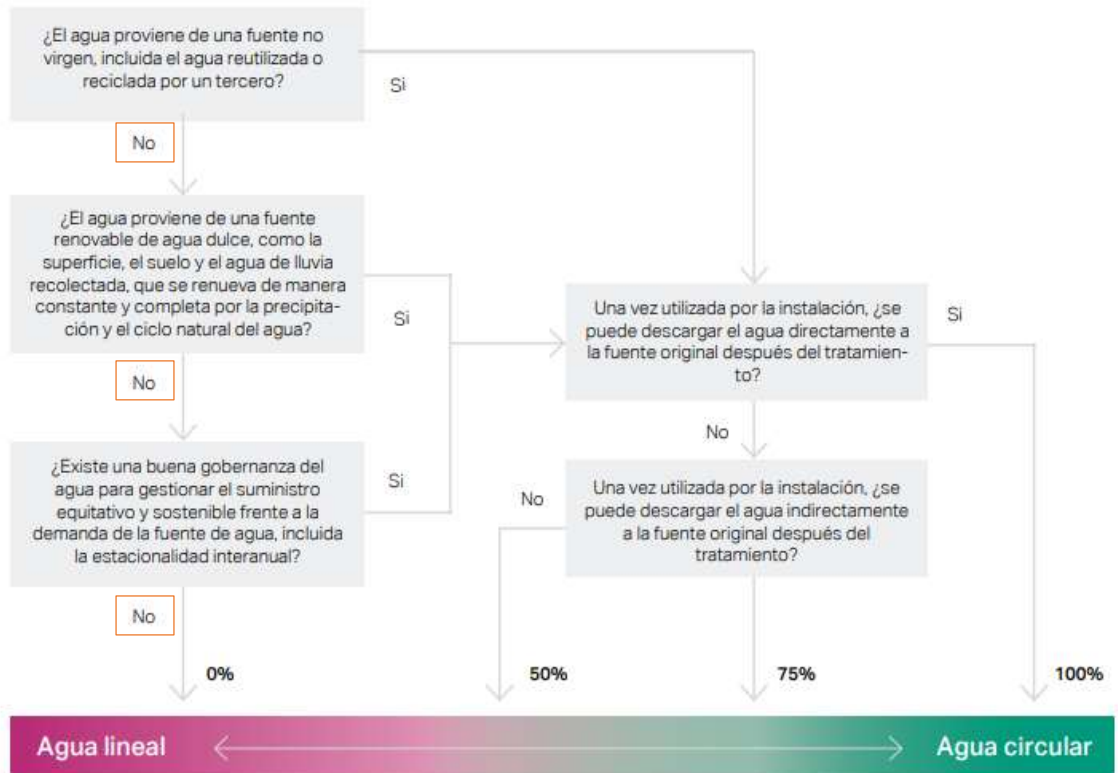 ¿El agua proviene de una fuente no
virgen, incluida el agua reutilizada o
reciclada por un tercero?
Si
No
¿El agua proviene de una fuente
renovable de agua dulce, como la
superficie, el suelo y el agua de lluvia
recolectada, que se renueva de manera
constante y completa por la precipita-
ción y el ciclo natural del agua?
Si
No
¿Existe una buena gobernanza del
agua para gestionar el suministro
equitativo y sostenible frente a la
demanda de la fuente de agua, incluida
la estacionalidad interanual?
Si
No
Una vez utilizada por la instalación, ¿se
puede descargar el agua directamente a
la fuente original después del tratamien-
to?
Si
No
Una vez utilizada por la instalación, ¿se
puede descargar el agua indirectamente
a la fuente original después del
tratamiento?
No
0%
50%
75%
100%
Agua lineal
Agua circular